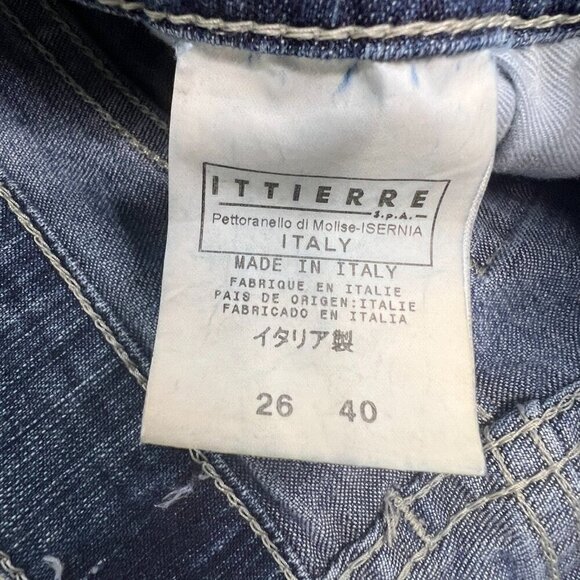 ITTIERRE
S.p.A.
Pettoranello di Molise-ISERNIA
ITALY
MADE IN ITALY
FABRIQUE EN ITALIE
PAIS DE ORIGEN:ITALIE
FABRICADO EN ITALIA
イタリア製
26 40